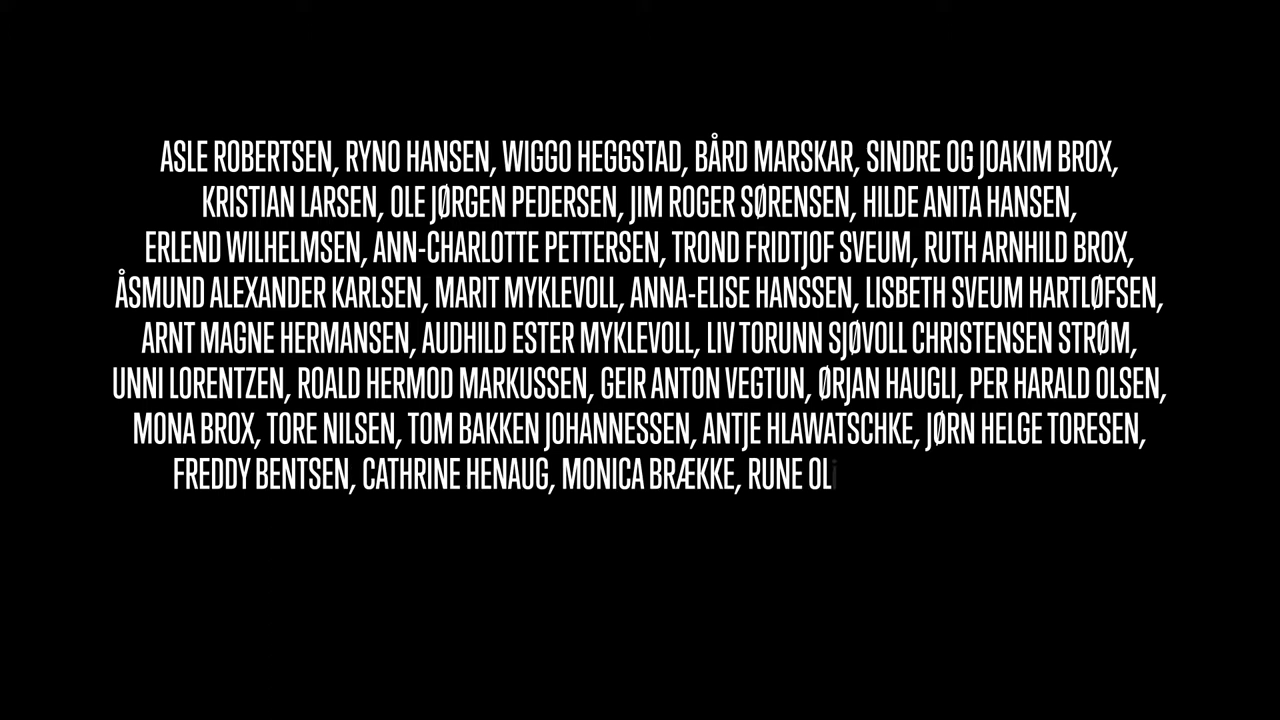 ASLE ROBERTSEN, RYNO HANSEN, WIGGO HEGGSTAD, BÅRD MARSKAR, SINDRE OG JOAKIM BROX,
KRISTIAN LARSEN, OLE JØRGEN PEDERSEN, JIM ROGER SØRENSEN, HILDE ANITA HANSEN,
ERLEND WILHELMSEN, ANN-CHARLOTTE PETTERSEN, TROND FRIDTJOF SVEUM, RUTH ARNHILD BROX,
ÅSMUND ALEXANDER KARLSEN, MARIT MYKLEVOLL, ANNA-ELISE HANSSEN, LISBETH SVEUM HARTLØFSEN,
ARNT MAGNE HERMANSEN, AUDHILD ESTER MYKLEVOLL, LIV TORUNN SJØVOLL CHRISTENSEN STRØM,
UNNI LORENTZEN, ROALD HERMOD MARKUSSEN, GEIR ANTON VEGTUN, ØRJAN HAUGLI, PER HARALD OLSEN,
MONA BROX, TORE NILSEN, TOM BAKKEN JOHANNESSEN, ANTJE HLAWATSCHKE, JØRN HELGE TORESEN,
FREDDY BENTSEN, CATHRINE HENAUG, MONICA BRÆKKE, RUNE